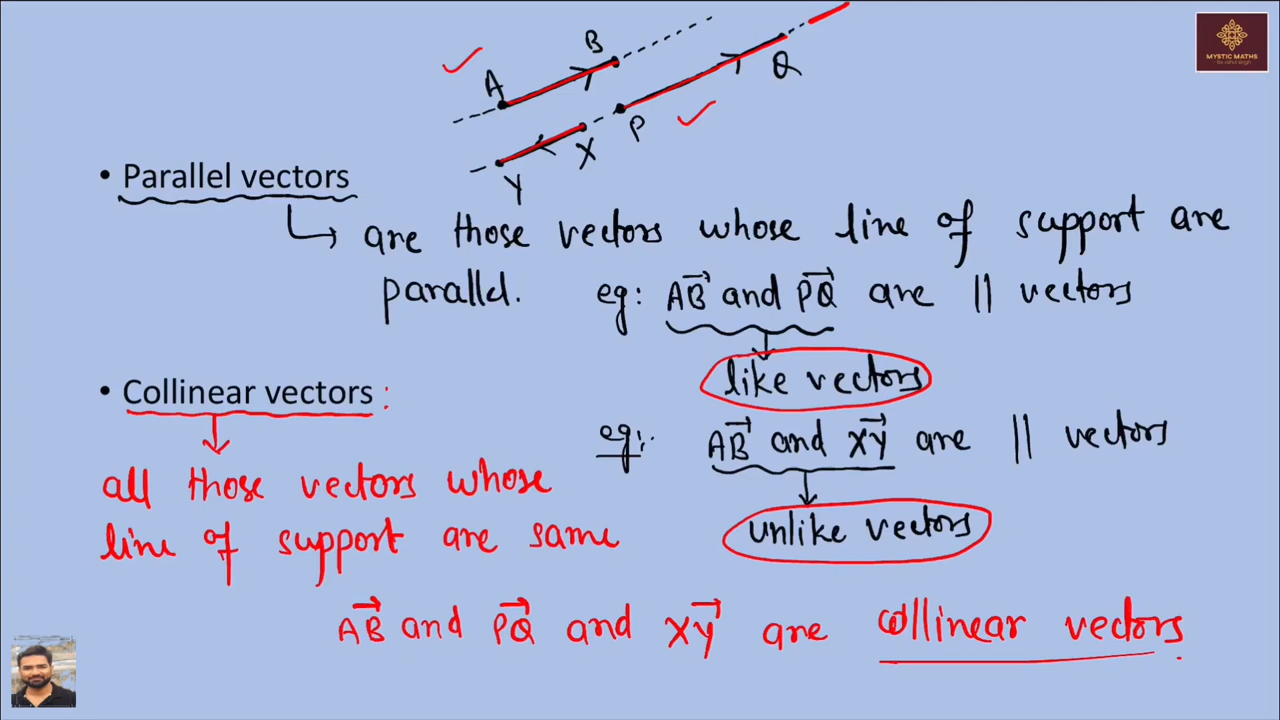 MYSTIC MATHS
A
B
P
Q
X
Y
• Parallel vectors
are those vectors whose line of support are
parallel.
eg: AB⃗ and PQ⃗ are || vectors
like vectors
• Collinear vectors :
eg:. AB⃗ and XY⃗ are || vectors
unlike vectors
all those vectors whose
line of support are same
AB⃗ and PQ⃗ and XY⃗ are collinear vectors.